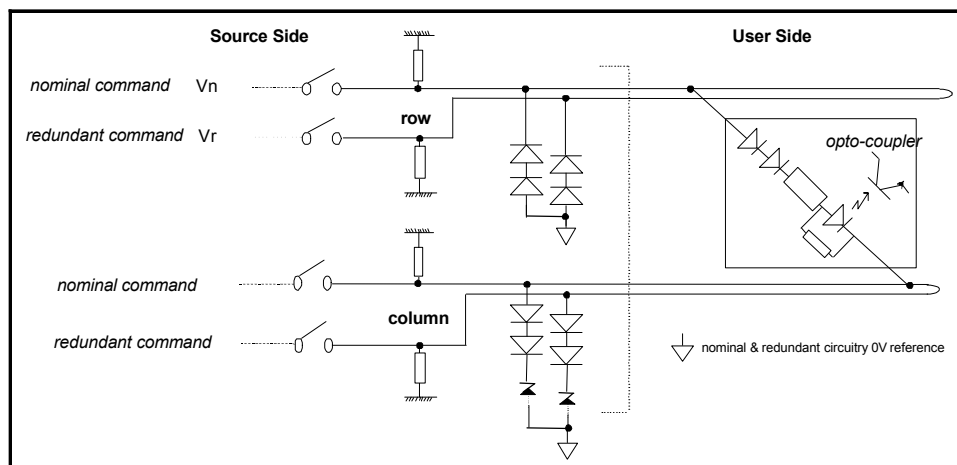 Source Side
User Side
nominal command Vn
redundant command Vr
row
opto-coupler
nominal command
column
redundant command
nominal & redundant circuitry 0V reference